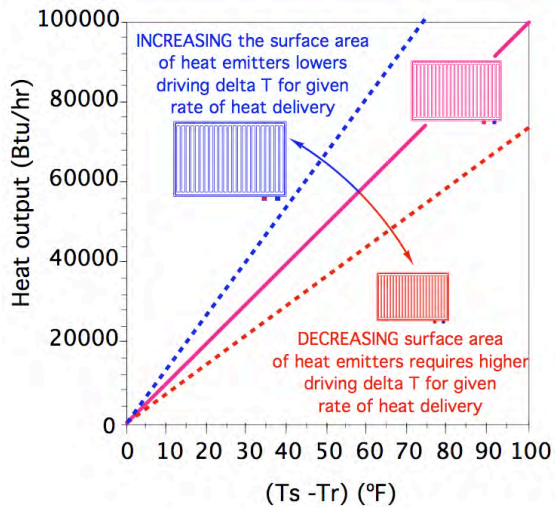 100000
80000
60000
40000
20000
0
Heat output (Btu/hr)
INCREASING the surface area
of heat emitters lowers
driving delta T for given
rate of heat delivery
DECREASING surface area
of heat emitters requires higher
driving delta T for given
rate of heat delivery
0 10 20 30 40 50 60 70 80 90 100
(Ts -Tr) (ºF)